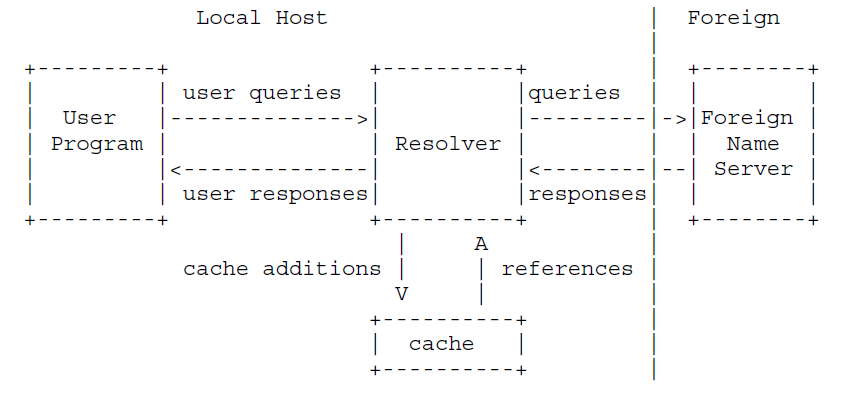 Local Host | Foreign
|
+---------+ +----------+ | +--------+
| | user queries | |queries | | |
| User |-------------->| |---------|->|Foreign |
| Program | | Resolver | | | Name |
| |<--------------| |<--------|--| Server |
| | user responses| |responses| | |
+---------+ +----------+ | +--------+
| A |
cache additions | | references |
V | |
+----------+ |
| cache | |
+----------+ |